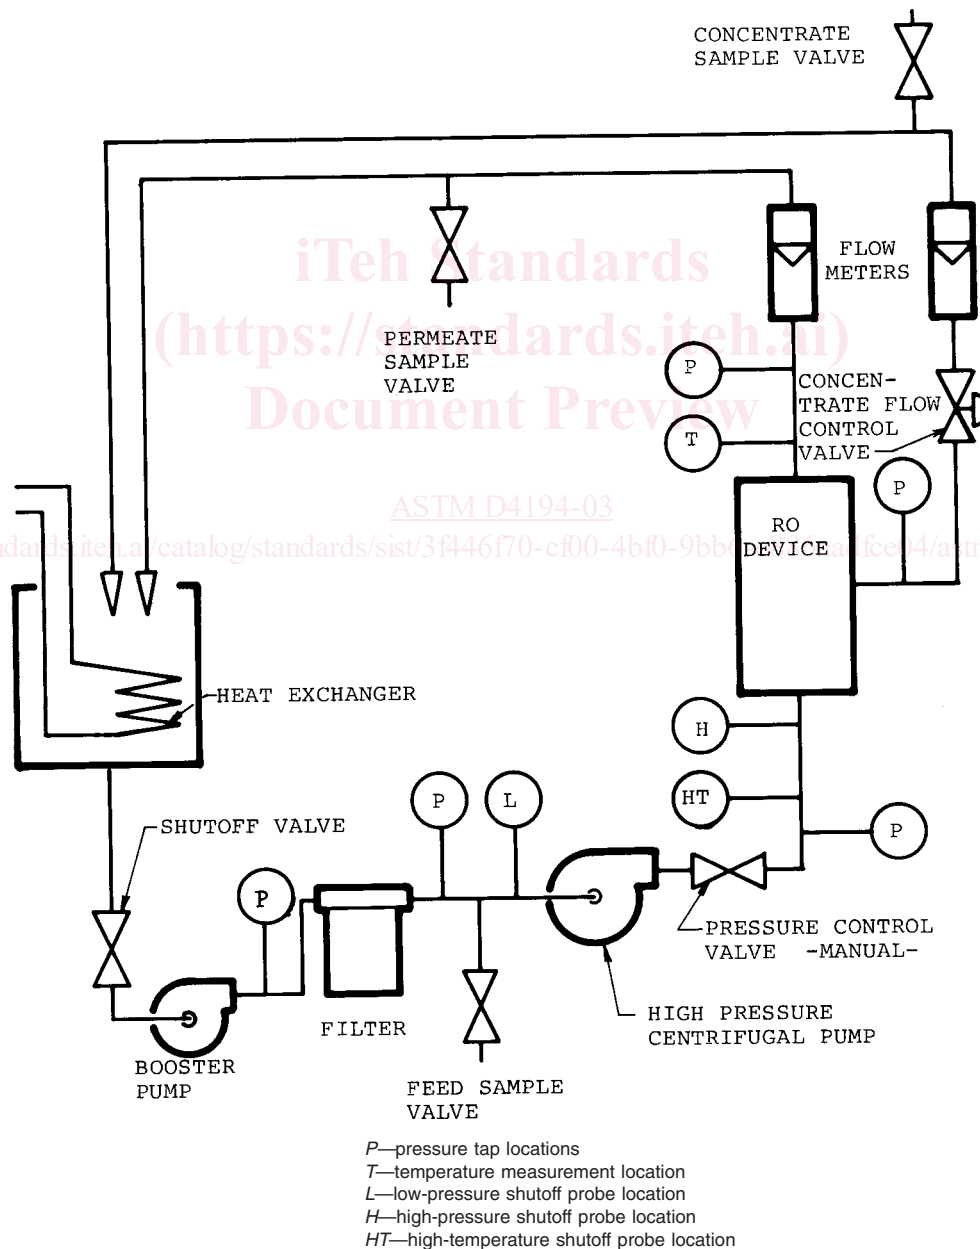 CONCENTRATE
SAMPLE VALVE
FLOW
METERS
iTeh Standards
(https://standards.iteh.ai)
Document Preview
PERMEATE
SAMPLE
VALVE
P
CONCEN-
TRATE FLOW
CONTROL
VALVE
T
P
ASTM D4194-03
RO
DEVICE
HEAT EXCHANGER
H
HT
P
L
P
SHUTOFF VALVE
P
PRESSURE CONTROL
VALVE -MANUAL-
FILTER
HIGH PRESSURE
CENTRIFUGAL PUMP
BOOSTER
PUMP
FEED SAMPLE
VALVE
P—pressure tap locations
T—temperature measurement location
L—low-pressure shutoff probe location
H—high-pressure shutoff probe location
HT—high-temperature shutoff probe location